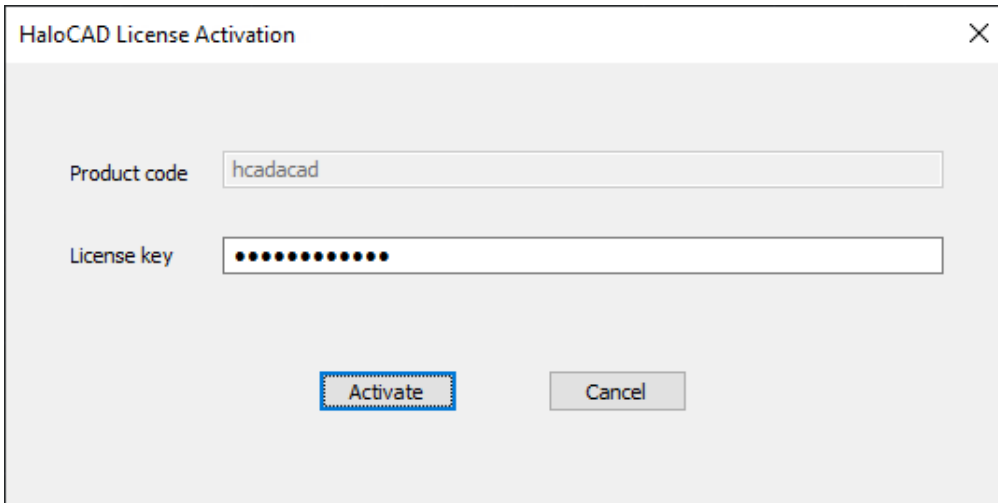 HaloCAD License Activation
Product code hcadacad
License key ••••••••••••
Activate Cancel